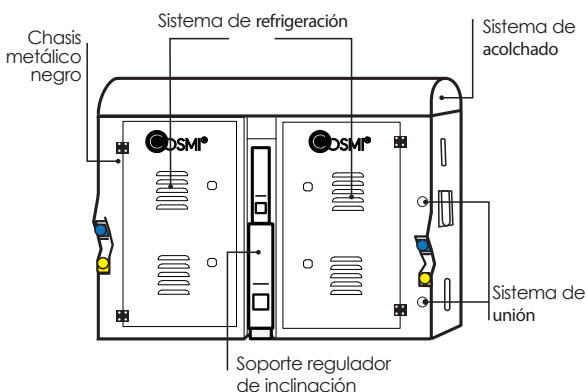 Sistema de refrigeración
Sistema de
acolchado
Chasis
metálico
negro
COSMI®
COSMI®
Sistema de
unión
Soporte regulador
de inclinación